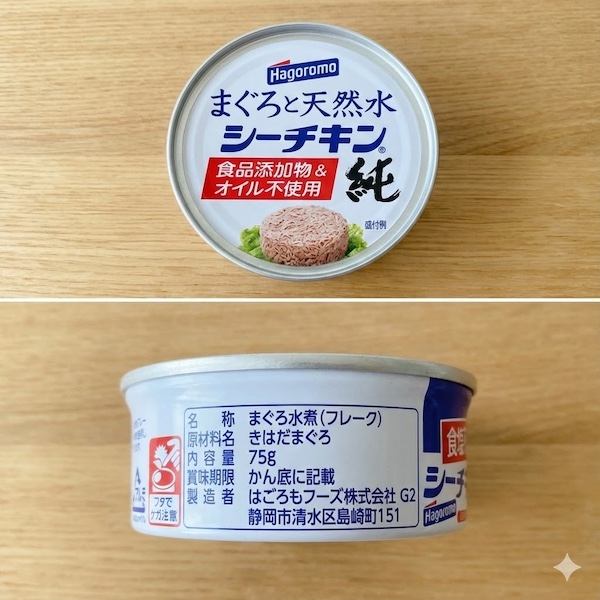 Hagoromo
まぐろと天然水
シーチキン®
食品添加物&
オイル不使用
純
盛付例
名称 まぐろ水煮(フレーク)
原材料名 きはだまぐろ
内容量 75g
賞味期限 かん底に記載
製造者 はごろもフーズ株式会社 G2
静岡市清水区島崎町151
フタで
ケガ注意
Hagoromo